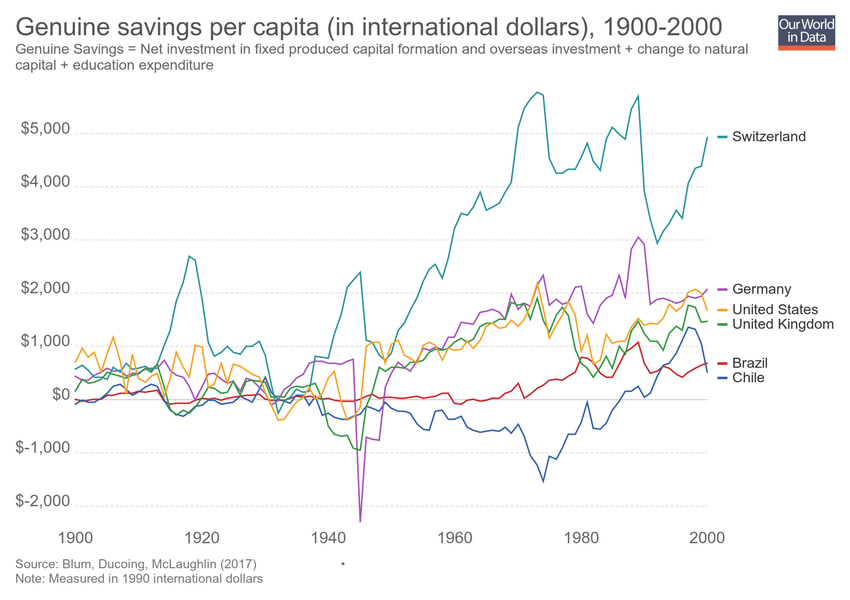 Genuine savings per capita (in international dollars), 1900-2000
Our World
in Data
Genuine Savings = Net investment in fixed produced capital formation and overseas investment + change to natural
capital + education expenditure
$5,000
$4,000
$3,000
$2,000
$1,000
$0
$-1,000
$-2,000
Switzerland
Germany
United States
United Kingdom
Brazil
Chile
1900
1920
1940
1960
1980
2000
Source: Blum, Ducoing, McLaughlin (2017)
Note: Measured in 1990 international dollars